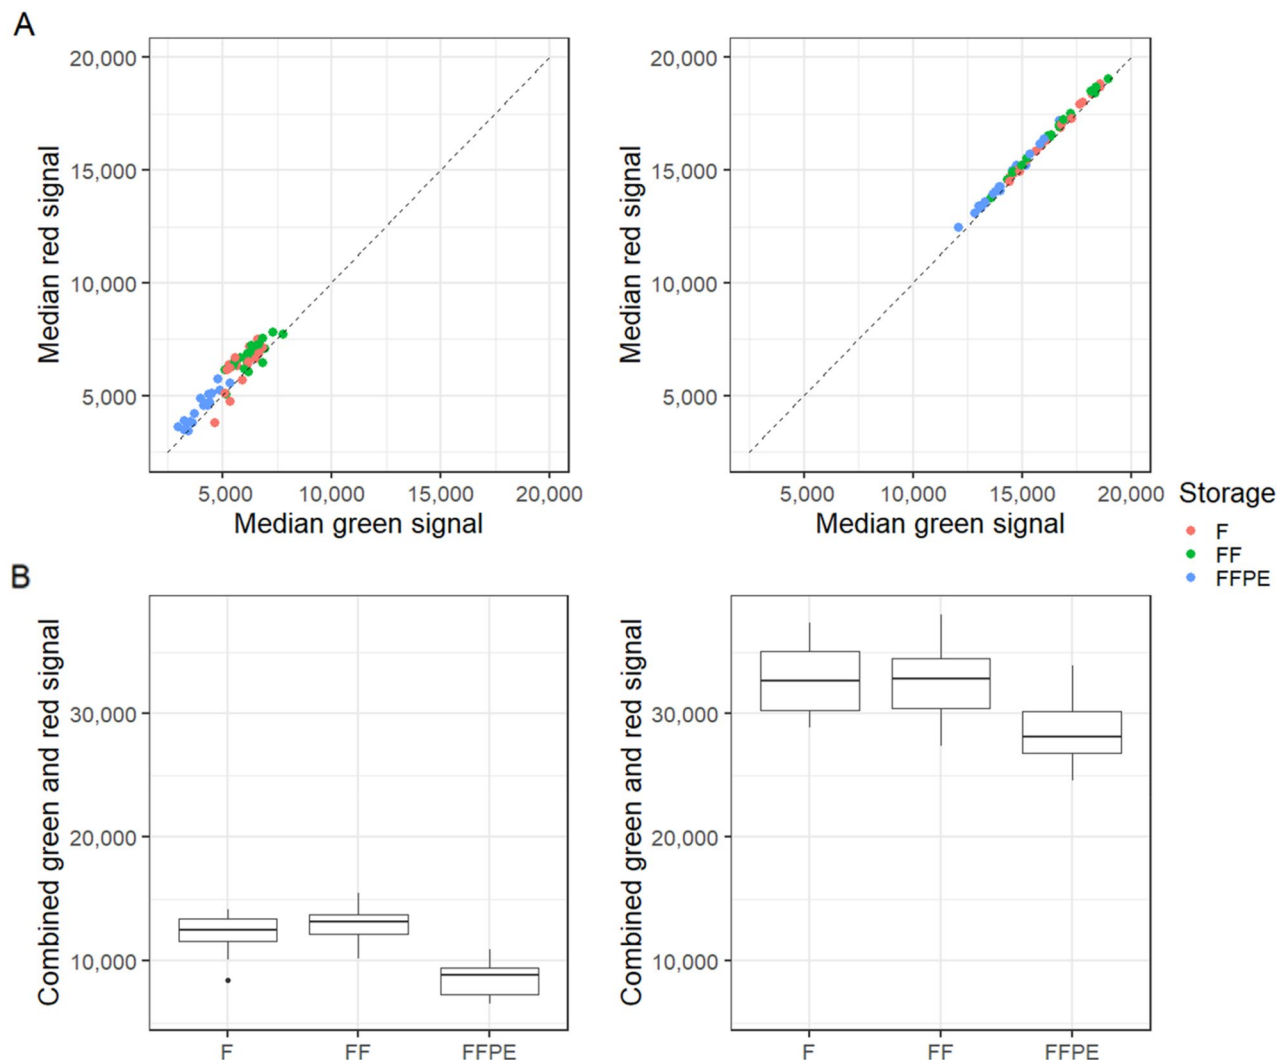 A
20,000
15,000
10,000
5,000
Median red signal
5,000 10,000 15,000 20,000
Median green signal
20,000
15,000
10,000
5,000
Median red signal
5,000 10,000 15,000 20,000
Median green signal
Storage
F
FF
FFPE
B
30,000
20,000
10,000
Combined green and red signal
F FF FFPE
30,000
20,000
10,000
Combined green and red signal
F FF FFPE